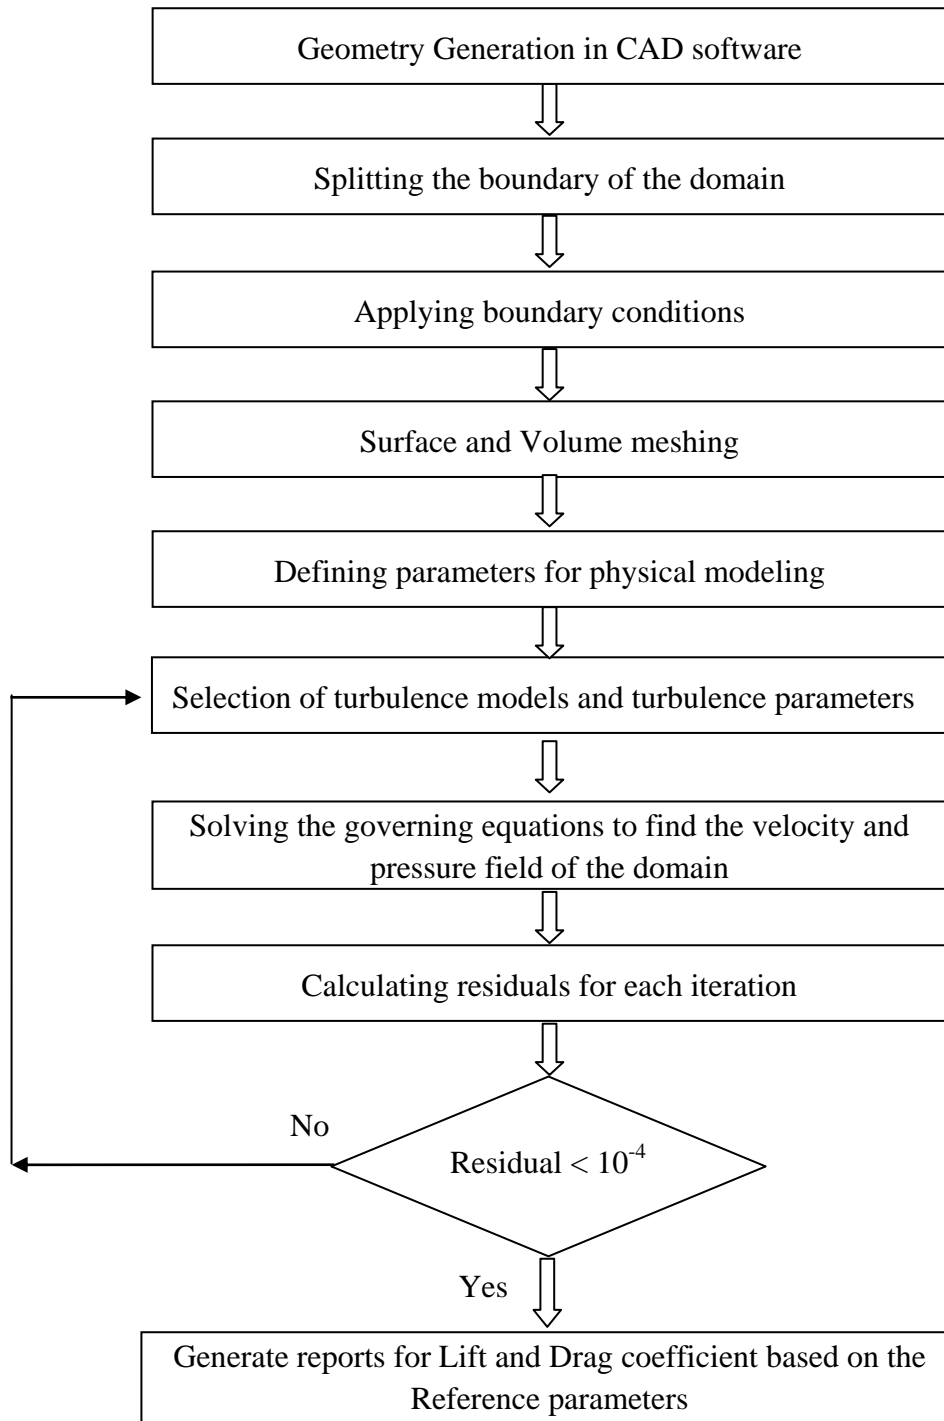 Geometry Generation in CAD software
Splitting the boundary of the domain
Applying boundary conditions
Surface and Volume meshing
Defining parameters for physical modeling
Selection of turbulence models and turbulence parameters
Solving the governing equations to find the velocity and
pressure field of the domain
Calculating residuals for each iteration
No
Residual < 10⁻⁴
Yes
Generate reports for Lift and Drag coefficient based on the
Reference parameters